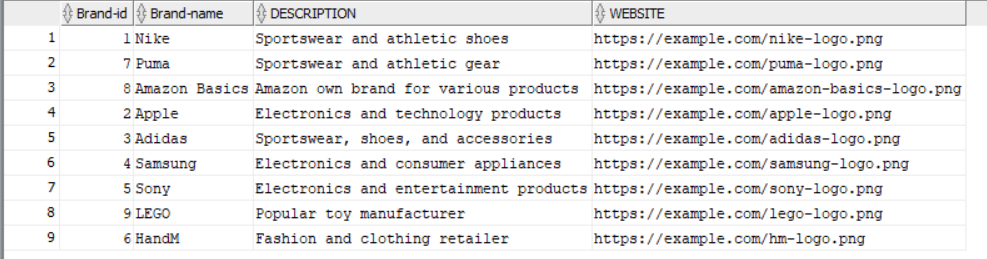 Brand-id Brand-name DESCRIPTION WEBSITE
1 1 Nike Sportswear and athletic shoes https://example.com/nike-logo.png
2 7 Puma Sportswear and athletic gear https://example.com/puma-logo.png
3 8 Amazon Basics Amazon own brand for various products https://example.com/amazon-basics-logo.png
4 2 Apple Electronics and technology products https://example.com/apple-logo.png
5 3 Adidas Sportswear, shoes, and accessories https://example.com/adidas-logo.png
6 4 Samsung Electronics and consumer appliances https://example.com/samsung-logo.png
7 5 Sony Electronics and entertainment products https://example.com/sony-logo.png
8 9 LEGO Popular toy manufacturer https://example.com/lego-logo.png
9 6 HandM Fashion and clothing retailer https://example.com/hm-logo.png